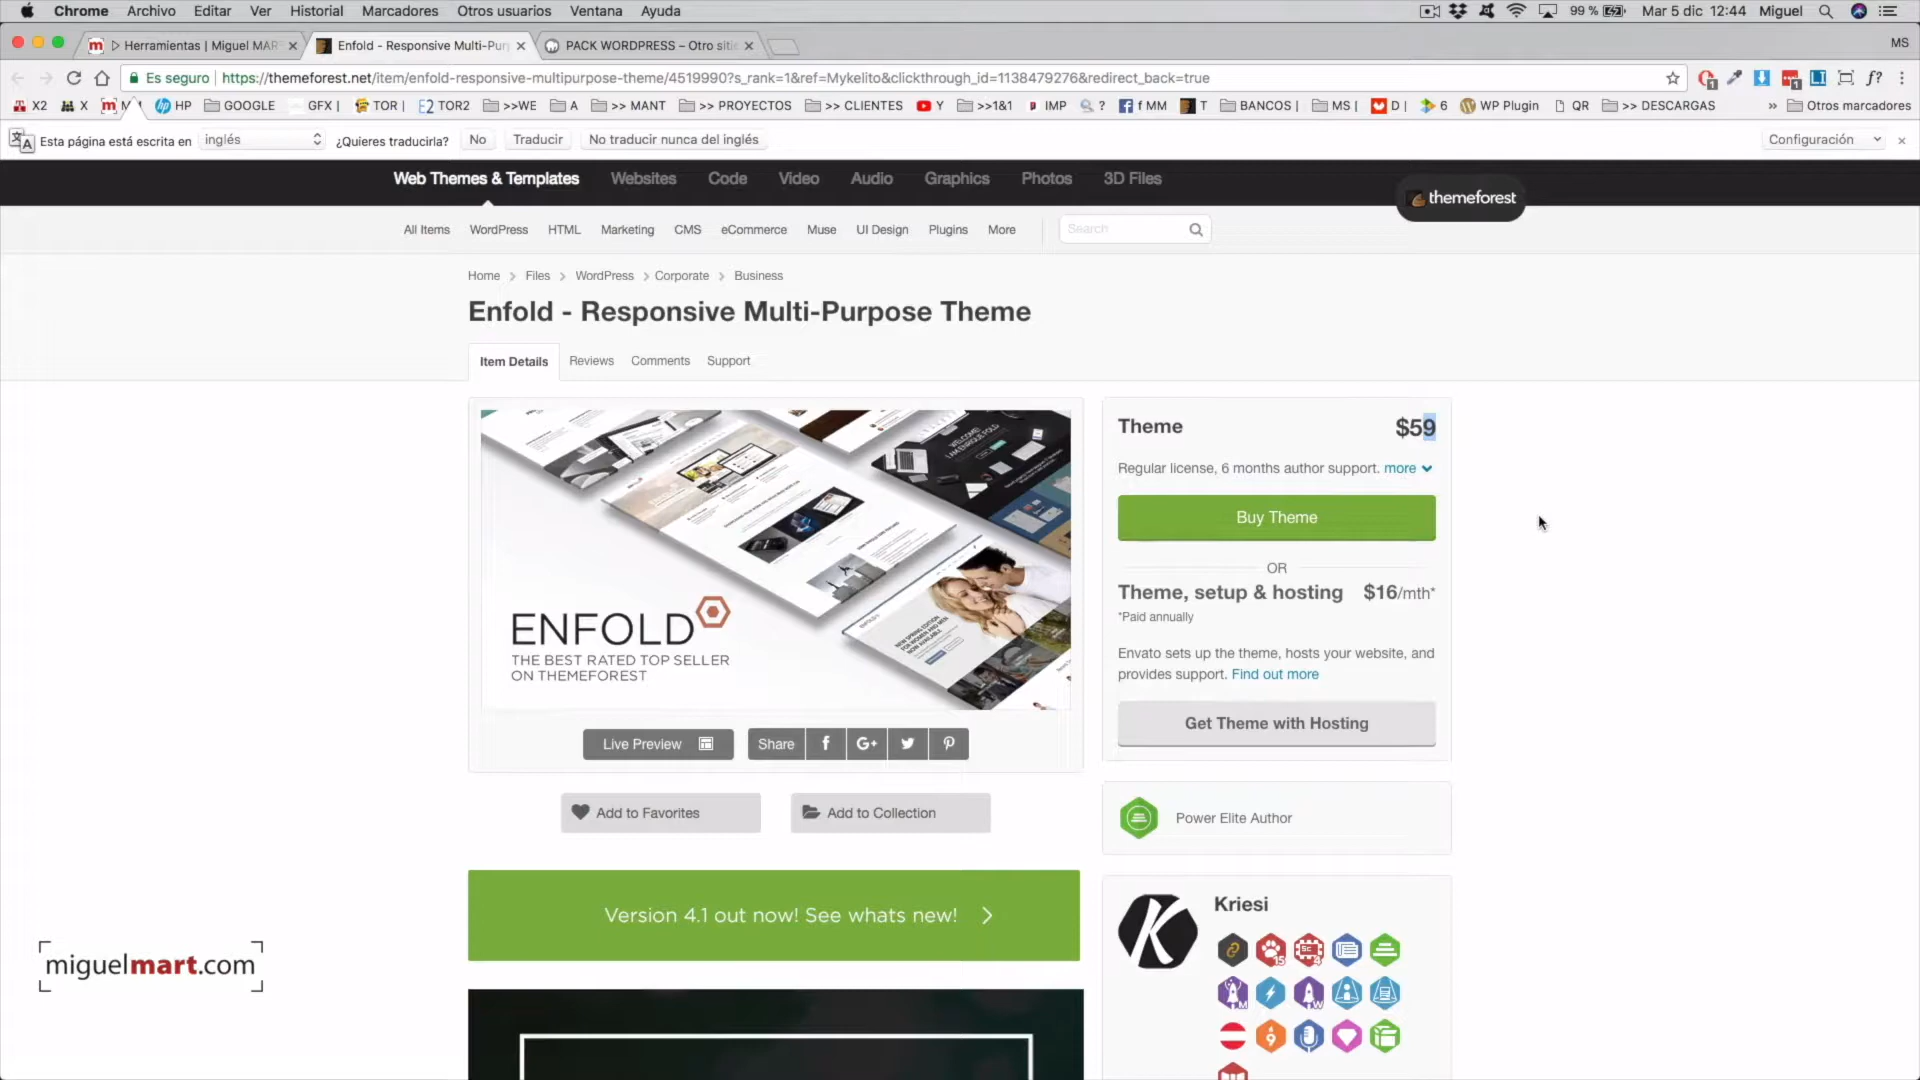 Chrome Archivo Editar Ver Historial Marcadores Otros usuarios Ventana Ayuda 99 % Mar 5 dic 12:44 Miguel
Herramientas | Miguel MAR Enfold - Responsive Multi-Pur PACK WORDPRESS – Otro siti MS
Es seguro https://themeforest.net/item/enfold-responsive-multipurpose-theme/4519990?s_rank=1&ref=Mykelito&clickthrough_id=1138479276&redirect_back=true
X2 X HP GOOGLE GFX | TOR | TOR2 >>WE A >> MANT >> PROYECTOS >> CLIENTES Y >>1&1 IMP ? f MM T BANCOS | MS | D | 6 WP Plugin QR >> DESCARGAS » Otros marcadores
Esta página está escrita en inglés ¿Quieres traducirla? No Traducir No traducir nunca del inglés Configuración
Web Themes & Templates Websites Code Video Audio Graphics Photos 3D Files
themeforest
All Items WordPress HTML Marketing CMS eCommerce Muse UI Design Plugins More Search
Home Files WordPress Corporate Business
Enfold - Responsive Multi-Purpose Theme
Item Details Reviews Comments Support
Theme $59
Regular license, 6 months author support. more
Buy Theme
OR
Theme, setup & hosting $16/mth*
*Paid annually
Envato sets up the theme, hosts your website, and
provides support. Find out more
Get Theme with Hosting
ENFOLD
THE BEST RATED TOP SELLER
ON THEMEFOREST
Live Preview Share f G+
Add to Favorites Add to Collection
Power Elite Author
Version 4.1 out now! See whats new!
Kriesi
miguelmart.com